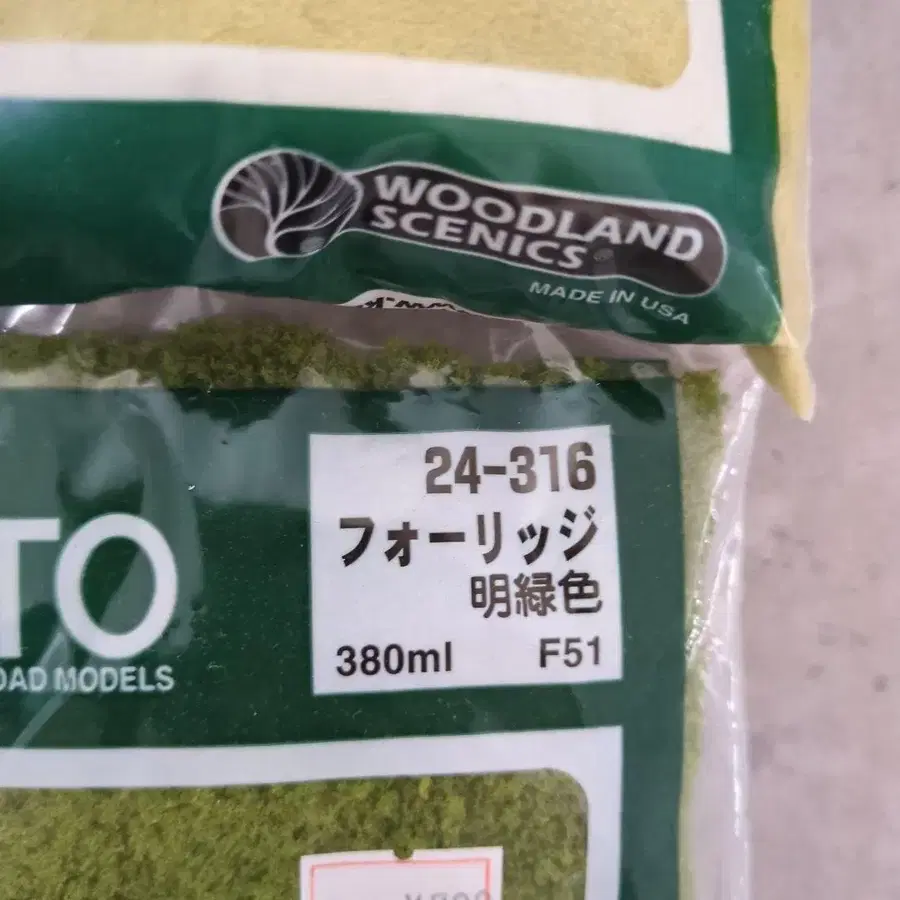 WOODLAND
SCENICS
MADE IN USA
24-316
フォーリッジ
明緑色
380ml F51
TO
OAD MODELS